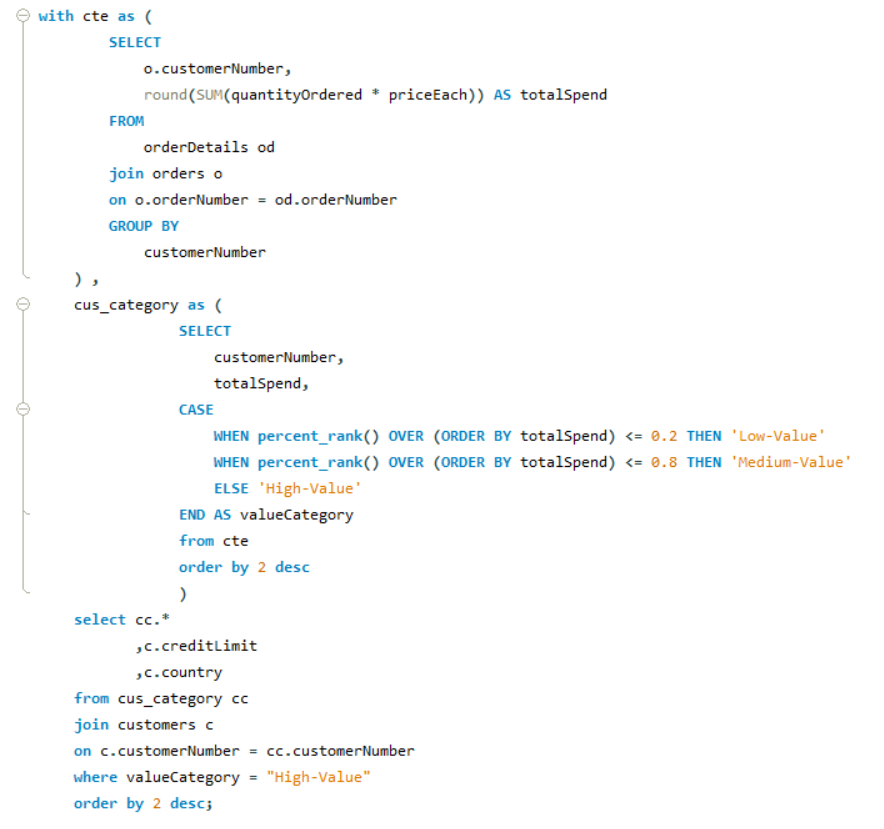 with cte as (
SELECT
o.customerNumber,
round(SUM(quantityOrdered * priceEach)) AS totalSpend
FROM
orderDetails od
join orders o
on o.orderNumber = od.orderNumber
GROUP BY
customerNumber
) ,
cus_category as (
SELECT
customerNumber,
totalSpend,
CASE
WHEN percent_rank() OVER (ORDER BY totalSpend) <= 0.2 THEN 'Low-Value'
WHEN percent_rank() OVER (ORDER BY totalSpend) <= 0.8 THEN 'Medium-Value'
ELSE 'High-Value'
END AS valueCategory
from cte
order by 2 desc
)
select cc.*
,c.creditLimit
,c.country
from cus_category cc
join customers c
on c.customerNumber = cc.customerNumber
where valueCategory = "High-Value"
order by 2 desc;